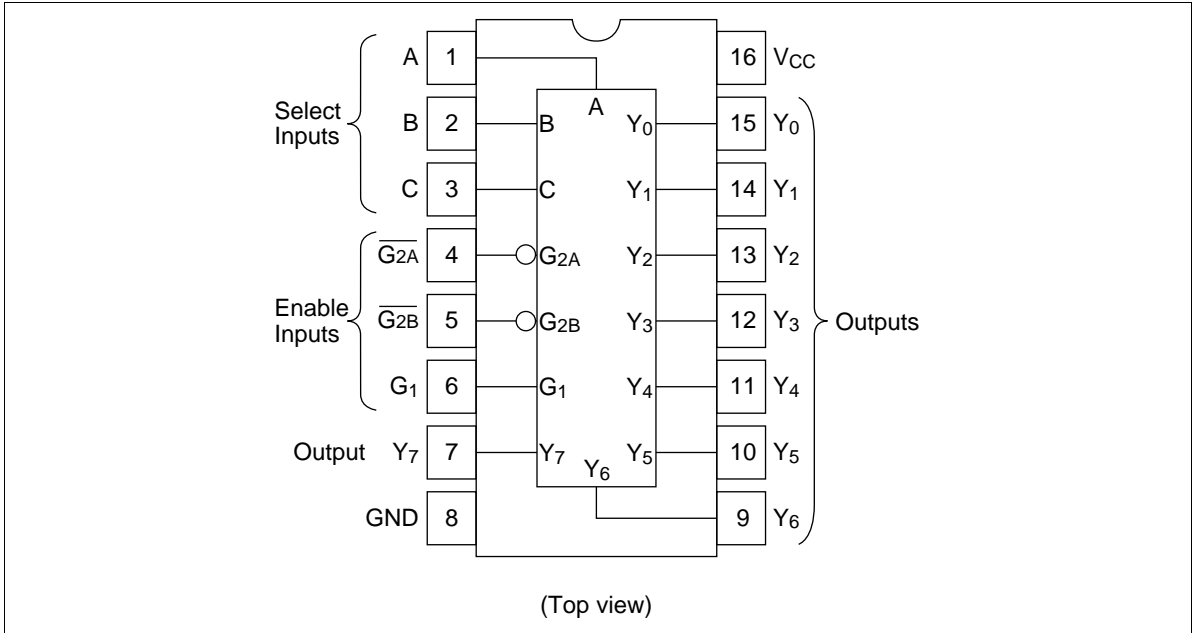 A 1
Select
Inputs
B 2
C 3
G2A 4
Enable
Inputs
G2B 5
G1 6
Output Y7 7
GND 8
A
B
C
G2A
G2B
G1
Y7
Y6
Y0
Y1
Y2
Y3
Y4
Y5
16 VCC
15 Y0
14 Y1
13 Y2
12 Y3
Outputs
11 Y4
10 Y5
9 Y6
(Top view)